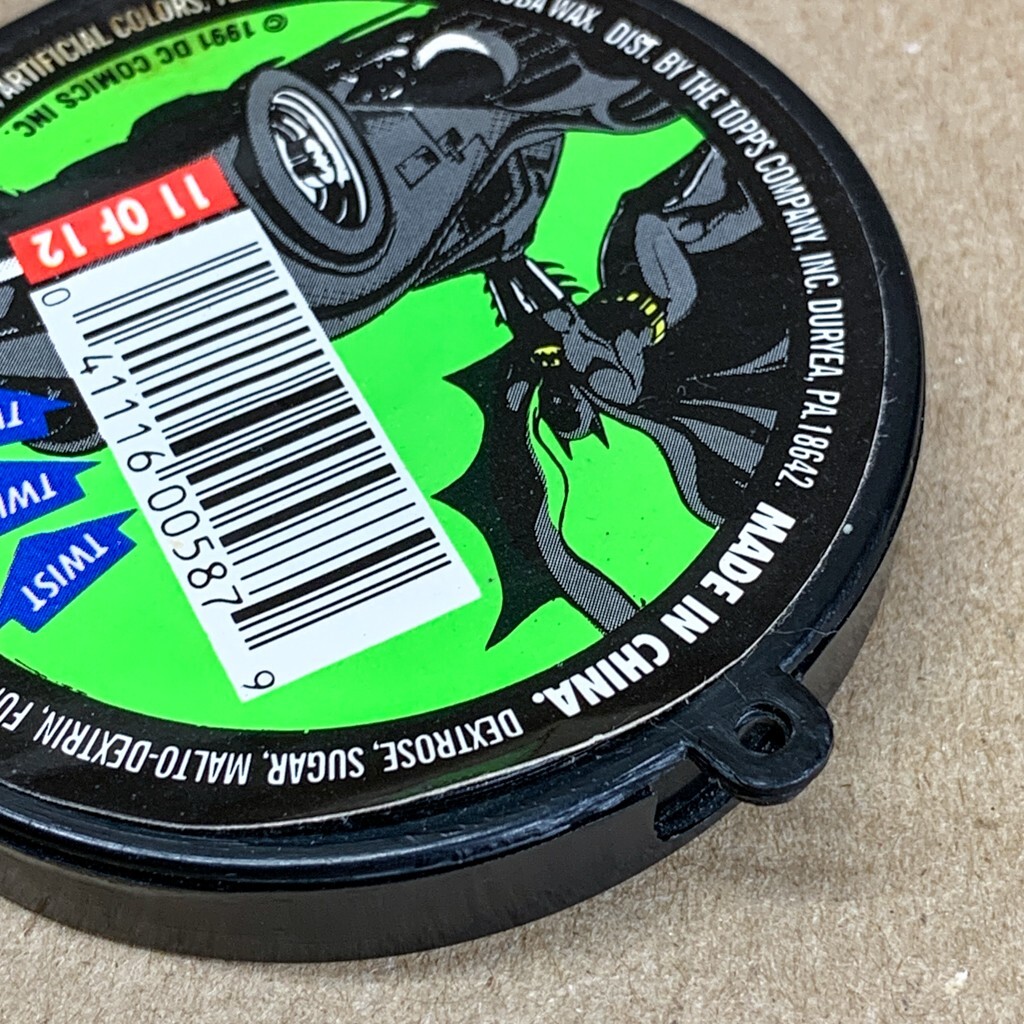 ARTIFICIAL COLORS,
WAX. DIST. BY THE TOPPS COMPANY, INC. DURYEA, PA 18642.
MADE IN CHINA.
DEXTROSE, SUGAR, MALTO-DEXTRIN,
© 1991 DC COMICS INC.
11 OF 12
0 41116 00587 9
TWIST